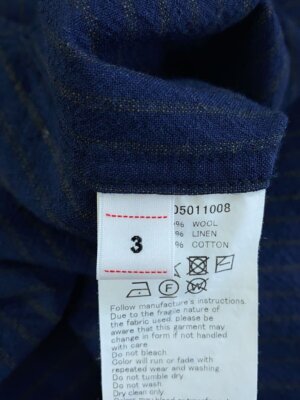 3
05011008
% WOOL
% LINEN
% COTTON
Follow manufacture's instructions.
Due to the fragile nature of
the fabric used, please be
aware that this garment may
change in form if not handled
with care.
Do not bleach
Color will run or fade with
repeated wear and washing
Do not tumble dry.
Do not wash
Dry clean only